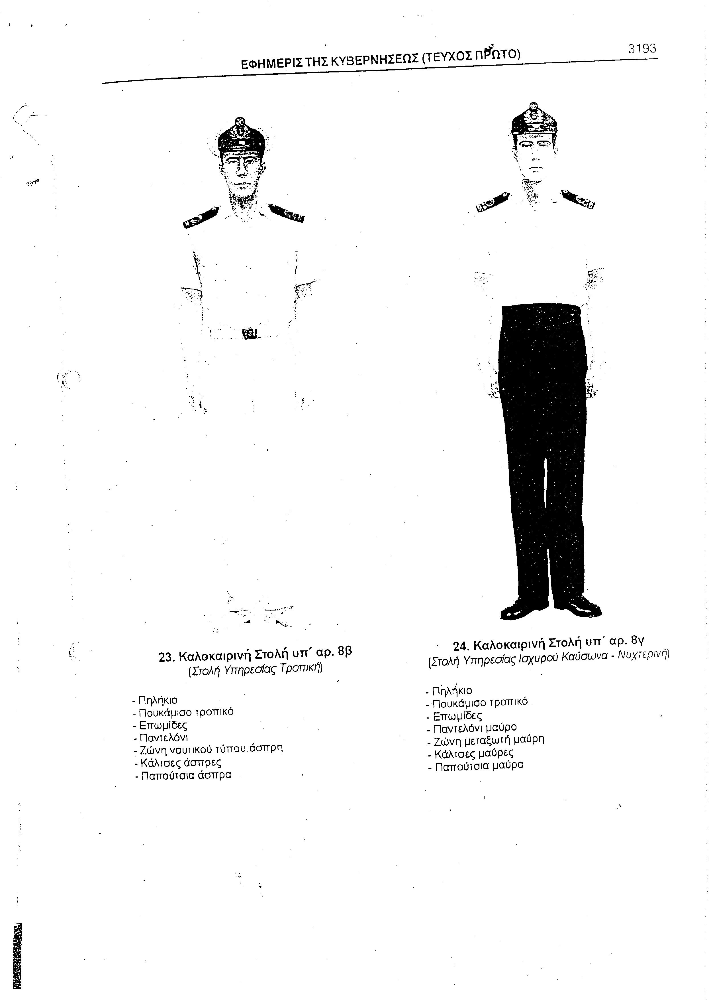 ΕΦΗΜΕΡΙΣ ΤΗΣ ΚΥΒΕΡΝΗΣΕΩΣ (ΤΕΥΧΟΣ ΠΡΩΤΟ)
3193
23. Καλοκαιρινή Στολή υπ΄ αρ. 8β
(Στολή Υπηρεσίας Τροπική)
- Πηλήκιο
- Πουκάμισο τροπικό
- Επωμίδες
- Παντελόνι
- Ζώνη ναυτικού τύπου άσπρη
- Κάλτσες άσπρες
- Παπούτσια άσπρα
24. Καλοκαιρινή Στολή υπ΄ αρ. 8γ
(Στολή Υπηρεσίας Ισχυρού Καύσωνα - Νυχτερινή)
- Πηλήκιο
- Πουκάμισο τροπικό
- Επωμίδες
- Παντελόνι μαύρο
- Ζώνη μεταξωτή μαύρη
- Κάλτσες μαύρες
- Παπούτσια μαύρα